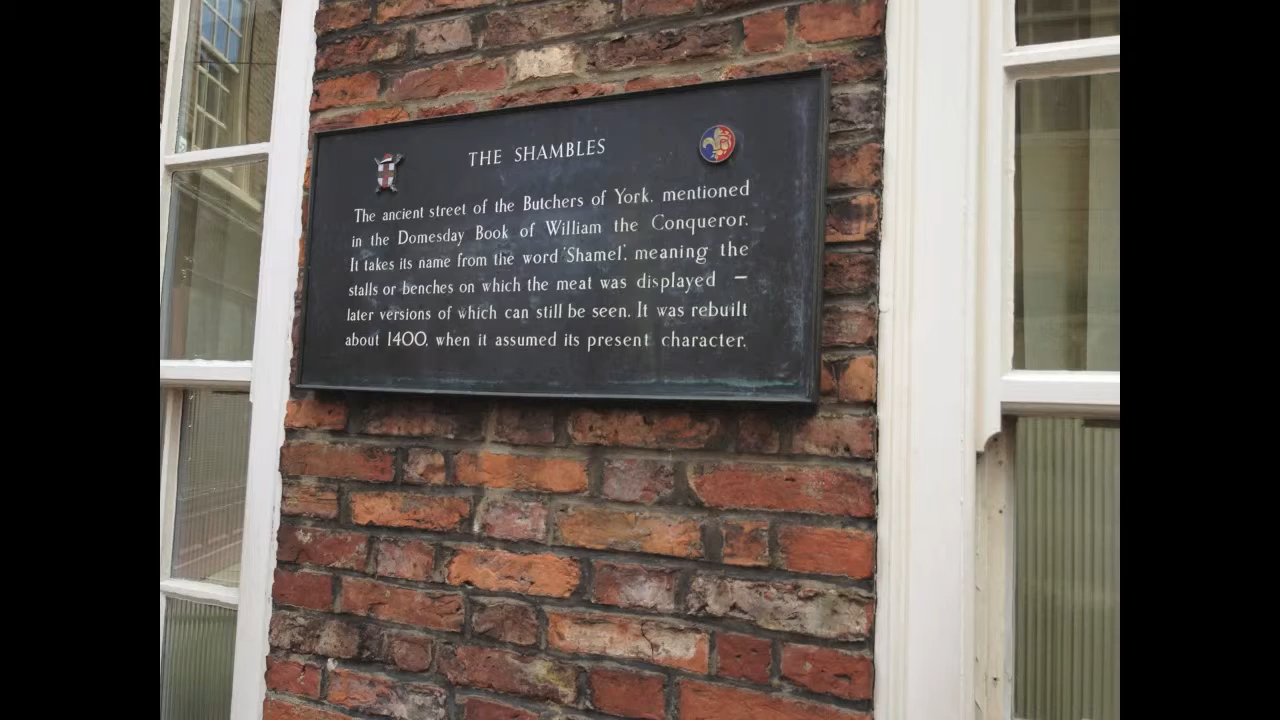 THE SHAMBLES
The ancient street of the Butchers of York, mentioned
in the Domesday Book of William the Conqueror.
It takes its name from the word 'Shamel', meaning the
stalls or benches on which the meat was displayed –
later versions of which can still be seen. It was rebuilt
about 1400, when it assumed its present character.